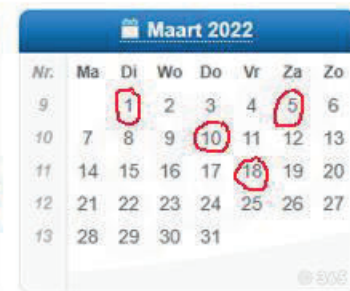 Maart 2022
Nr. Ma Di Wo Do Vr Za Zo
9 1 2 3 4 5 6
10 7 8 9 10 11 12 13
11 14 15 16 17 18 19 20
12 21 22 23 24 25 26 27
13 28 29 30 31
© 365